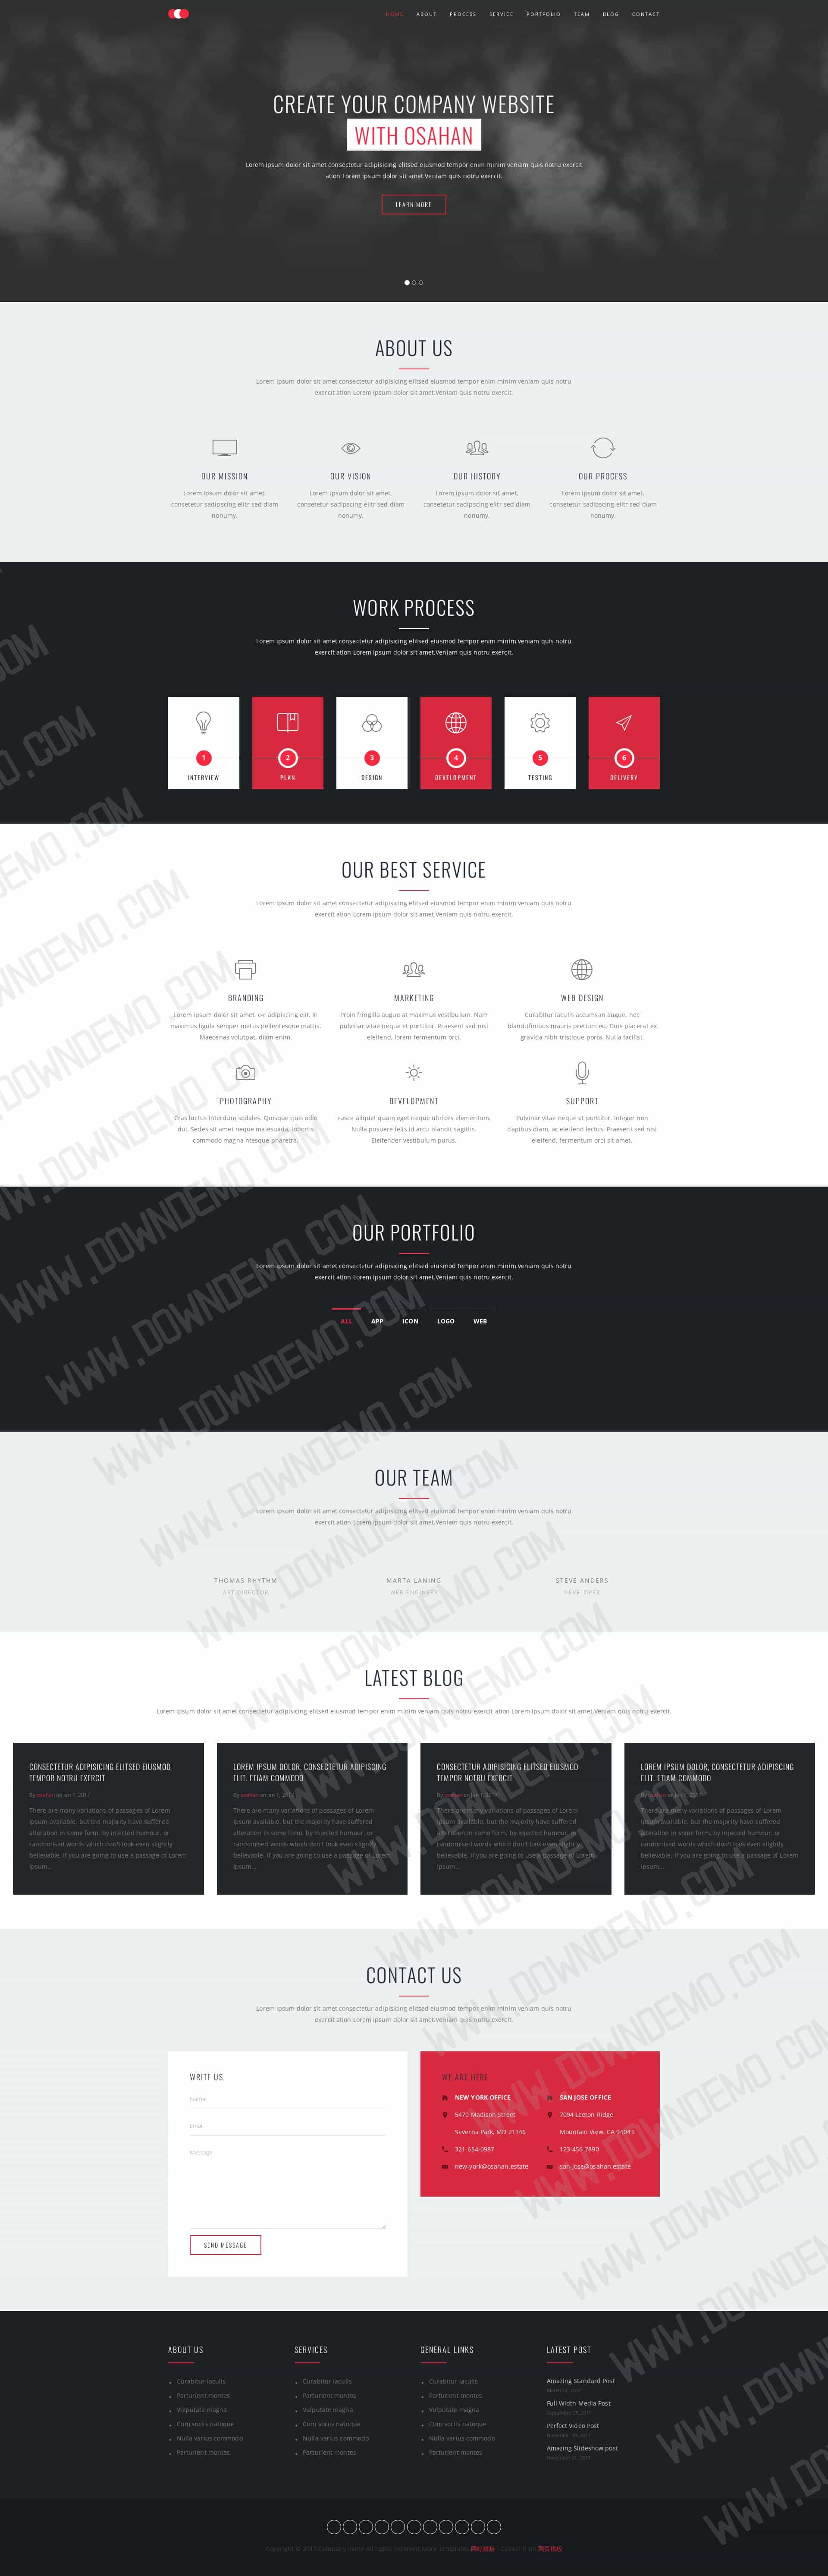 HOME ABOUT PROCESS SERVICE PORTFOLIO TEAM BLOG CONTACT
CREATE YOUR COMPANY WEBSITE
WITH OSAHAN
Lorem ipsum dolor sit amet consectetur adipisicing elitsed eiusmod tempor enim minim veniam quis notru exercit
ation Lorem ipsum dolor sit amet.Veniam quis notru exercit.
LEARN MORE
ABOUT US
Lorem ipsum dolor sit amet consectetur adipisicing elitsed eiusmod tempor enim minim veniam quis notru
exercit ation Lorem ipsum dolor sit amet.Veniam quis notru exercit.
OUR MISSION
Lorem ipsum dolor sit amet,
consetetur sadipscing elitr sed diam
nonumy.
OUR VISION
Lorem ipsum dolor sit amet,
consetetur sadipscing elitr sed diam
nonumy.
OUR HISTORY
Lorem ipsum dolor sit amet,
consetetur sadipscing elitr sed diam
nonumy.
OUR PROCESS
Lorem ipsum dolor sit amet,
consetetur sadipscing elitr sed diam
nonumy.
WORK PROCESS
Lorem ipsum dolor sit amet consectetur adipisicing elitsed eiusmod tempor enim minim veniam quis notru
exercit ation Lorem ipsum dolor sit amet.Veniam quis notru exercit.
1
INTERVIEW
2
PLAN
3
DESIGN
4
DEVELOPMENT
5
TESTING
6
DELIVERY
OUR BEST SERVICE
Lorem ipsum dolor sit amet consectetur adipisicing elitsed eiusmod tempor enim minim veniam quis notru
exercit ation Lorem ipsum dolor sit amet.Veniam quis notru exercit.
BRANDING
Lorem ipsum dolor sit amet, c-r adipiscing elit. In
maximus ligula semper metus pellentesque mattis.
Maecenas volutpat, diam enim.
MARKETING
Proin fringilla augue at maximus vestibulum. Nam
pulvinar vitae neque et porttitor. Praesent sed nisi
eleifend, lorem fermentum orci.
WEB DESIGN
Curabitur iaculis accumsan augue, nec
blanditfinibus mauris pretium eu. Duis placerat ex
gravida nibh tristique porta. Nulla facilisi.
PHOTOGRAPHY
Cras luctus interdum sodales. Quisque quis odio
dui. Sedes sit amet neque malesuada, lobortis
commodo magna ntesque pharetra.
DEVELOPMENT
Fusce aliquet quam eget neque ultrices elementum.
Nulla posuere felis id arcu blandit sagittis.
Eleifender vestibulum purus.
SUPPORT
Pulvinar vitae neque et porttitor. Integer non
dapibus diam, ac eleifend lectus. Praesent sed nisi
eleifend, fermentum orci sit amet.
OUR PORTFOLIO
Lorem ipsum dolor sit amet consectetur adipisicing elitsed eiusmod tempor enim minim veniam quis notru
exercit ation Lorem ipsum dolor sit amet.Veniam quis notru exercit.
ALL APP ICON LOGO WEB
OUR TEAM
Lorem ipsum dolor sit amet consectetur adipisicing elitsed eiusmod tempor enim minim veniam quis notru
exercit ation Lorem ipsum dolor sit amet.Veniam quis notru exercit.
THOMAS RHYTHM
ART DIRECTOR
MARTA LANING
WEB ENGINEER
STEVE ANDERS
DEVELOPER
LATEST BLOG
Lorem ipsum dolor sit amet consectetur adipisicing elitsed eiusmod tempor enim minim veniam quis notru exercit ation Lorem ipsum dolor sit amet.Veniam quis notru exercit.
CONSECTETUR ADIPISICING ELITSED EIUSMOD
TEMPOR NOTRU EXERCIT
By osahan on Jan 1, 2017
There are many variations of passages of Lorem
Ipsum available, but the majority have suffered
alteration in some form, by injected humour, or
randomised words which don't look even slightly
believable. If you are going to use a passage of Lorem
Ipsum...
LOREM IPSUM DOLOR, CONSECTETUR ADIPISCING
ELIT. ETIAM COMMODO
By osahan on Jan 1, 2017
There are many variations of passages of Lorem
Ipsum available, but the majority have suffered
alteration in some form, by injected humour, or
randomised words which don't look even slightly
believable. If you are going to use a passage of Lorem
Ipsum...
CONSECTETUR ADIPISICING ELITSED EIUSMOD
TEMPOR NOTRU EXERCIT
By osahan on Jan 1, 2017
There are many variations of passages of Lorem
Ipsum available, but the majority have suffered
alteration in some form, by injected humour, or
randomised words which don't look even slightly
believable. If you are going to use a passage of Lorem
Ipsum...
LOREM IPSUM DOLOR, CONSECTETUR ADIPISCING
ELIT. ETIAM COMMODO
By osahan on Jan 1, 2017
There are many variations of passages of Lorem
Ipsum available, but the majority have suffered
alteration in some form, by injected humour, or
randomised words which don't look even slightly
believable. If you are going to use a passage of Lorem
Ipsum...
CONTACT US
Lorem ipsum dolor sit amet consectetur adipisicing elitsed eiusmod tempor enim minim veniam quis notru
exercit ation Lorem ipsum dolor sit amet.Veniam quis notru exercit.
WRITE US
Name
Email
Message
SEND MESSAGE
WE ARE HERE
NEW YORK OFFICE
5470 Madison Street
Severna Park, MD 21146
321-654-0987
new-york@osahan.estate
SAN JOSE OFFICE
7094 Leeton Ridge
Mountain View, CA 94043
123-456-7890
san-jose@osahan.estate
ABOUT US
Curabitur iaculis
Parturient montes
Vulputate magna
Cum sociis natoque
Nulla varius commodo
Parturient montes
SERVICES
Curabitur iaculis
Parturient montes
Vulputate magna
Cum sociis natoque
Nulla varius commodo
Parturient montes
GENERAL LINKS
Curabitur iaculis
Parturient montes
Vulputate magna
Cum sociis natoque
Nulla varius commodo
Parturient montes
LATEST POST
Amazing Standard Post
Full Width Media Post
Perfect Video Post
Amazing Slideshow post
Copyright © 2017.Company name All rights reserved.More Templates 网站模板 - Collect from 网页模板
WWW.DOWNDEMO.COM